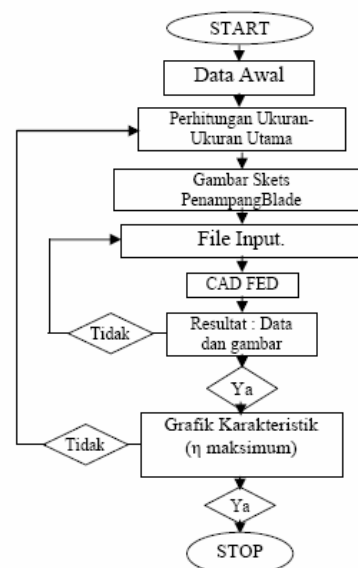 START
Data Awal
Perhitungan Ukuran-
Ukuran Utama
Gambar Skets
PenampangBlade
File Input.
CAD FED
Tidak
Resultat : Data
dan gambar
Ya
Tidak
Grafik Karakteristik
(η maksimum)
Ya
STOP